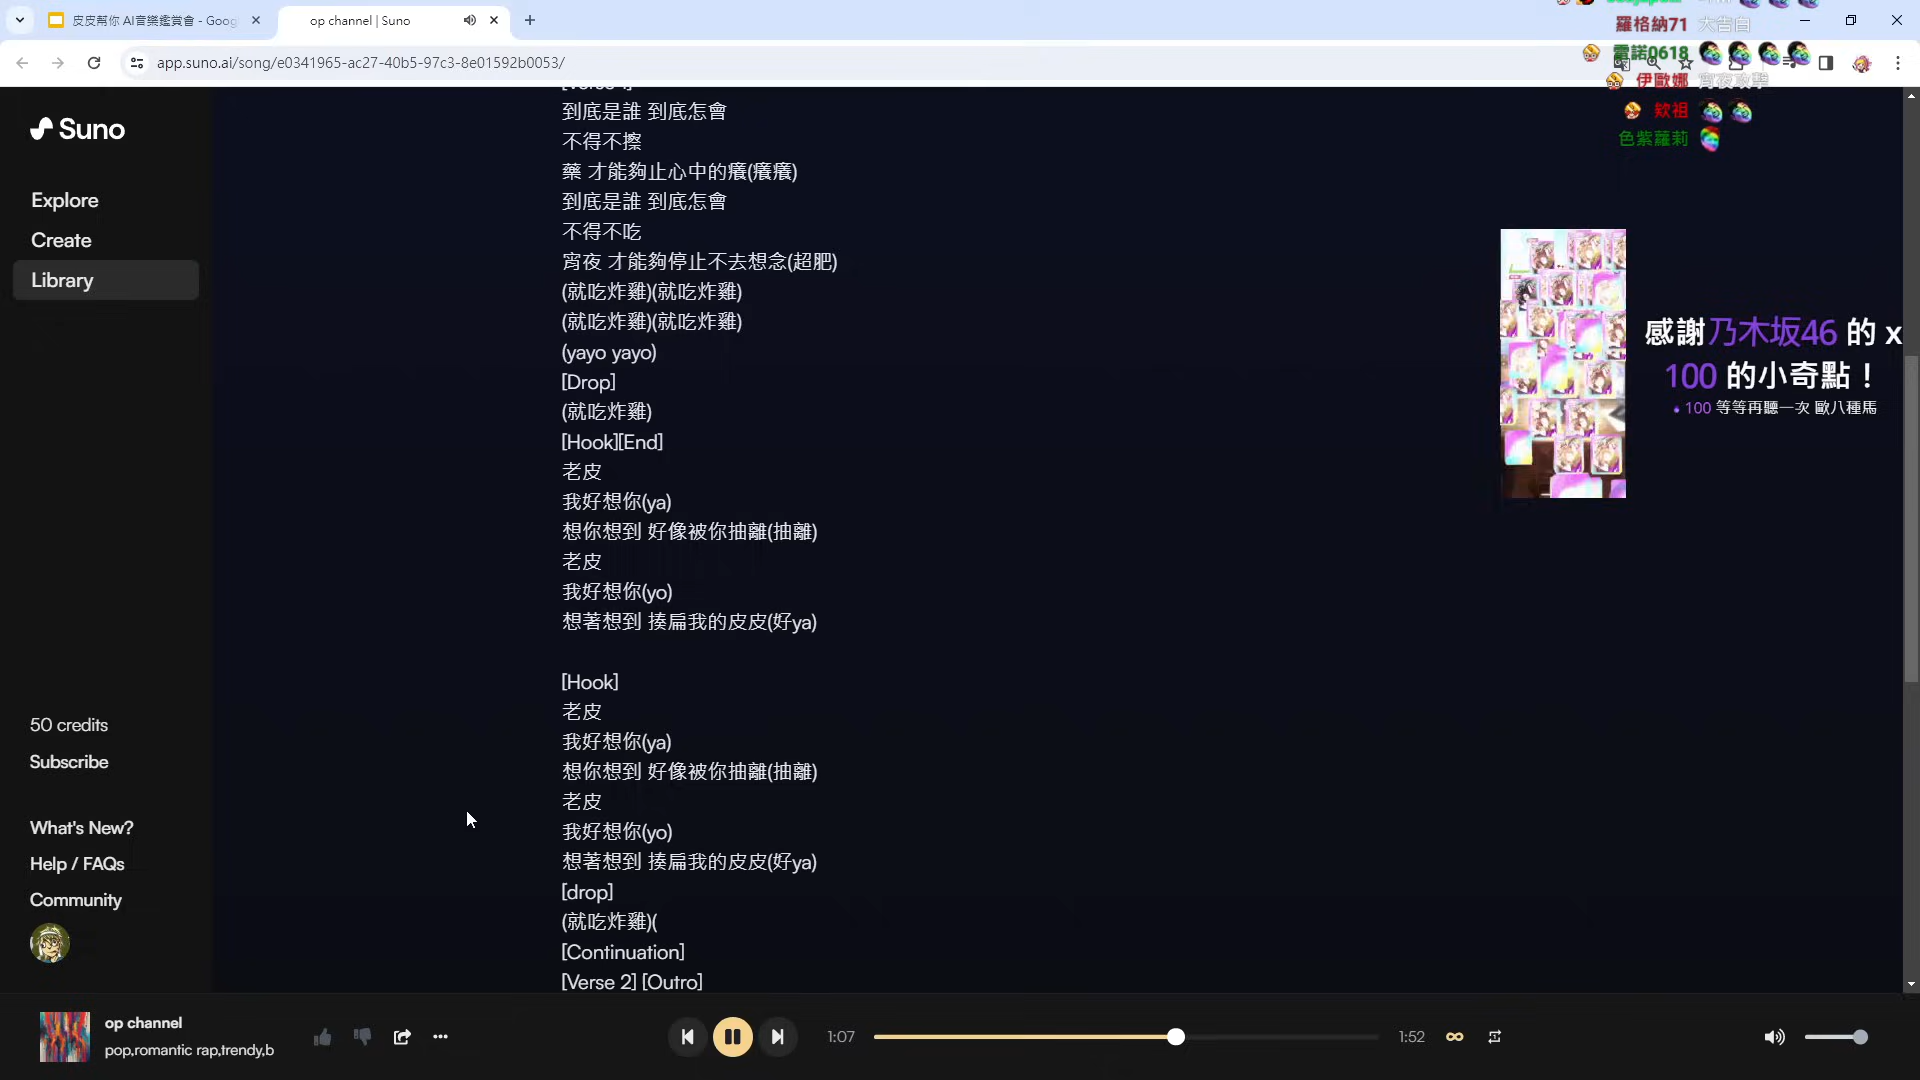 皮皮幫你 AI音樂鑑賞會 - Goog
op channel | Suno
app.suno.ai/song/e0341965-ac27-40b5-97c3-8e01592b0053/
羅格納71 大告白
雷諾0618
伊歐娜 宵夜攻擊
欸祖
色紫蘿莉
Suno
Explore
Create
Library
50 credits
Subscribe
What's New?
Help / FAQs
Community
到底是誰 到底怎會
不得不擦
藥 才能夠止心中的癢(癢癢)
到底是誰 到底怎會
不得不吃
宵夜 才能夠停止不去想念(超肥)
(就吃炸雞)(就吃炸雞)
(就吃炸雞)(就吃炸雞)
(yayo yayo)
[Drop]
(就吃炸雞)
[Hook][End]
老皮
我好想你(ya)
想你想到 好像被你抽離(抽離)
老皮
我好想你(yo)
想著想到 揍扁我的皮皮(好ya)
[Hook]
老皮
我好想你(ya)
想你想到 好像被你抽離(抽離)
老皮
我好想你(yo)
想著想到 揍扁我的皮皮(好ya)
[drop]
(就吃炸雞)(
[Continuation]
[Verse 2] [Outro]
感謝乃木坂46 的 x
100 的小奇點！
100 等等再聽一次 歐八種馬
op channel
pop,romantic rap,trendy,b
1:07
1:52